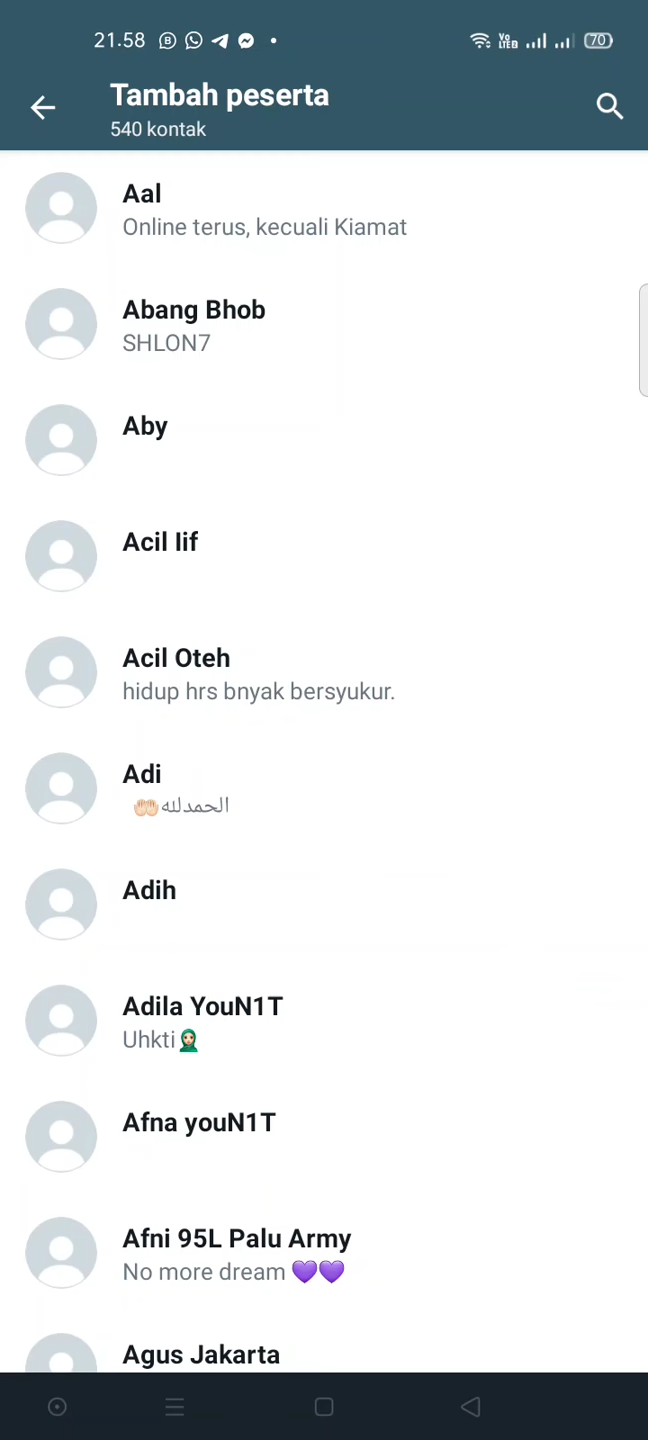 21.58
70
Tambah peserta
540 kontak
Aal
Online terus, kecuali Kiamat
Abang Bhob
SHLON7
Aby
Acil Iif
Acil Oteh
hidup hrs bnyak bersyukur.
Adi
الحمدلله🤲🏻
Adih
Adila YouN1T
Uhkti🧕🏻
Afna youN1T
Afni 95L Palu Army
No more dream 💜💜
Agus Jakarta